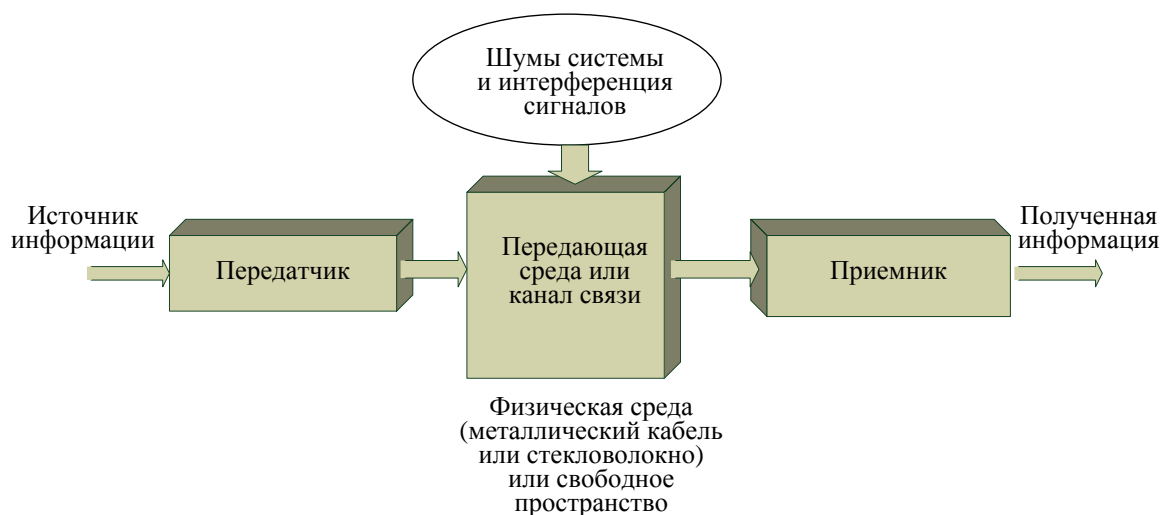 Шумы системы
и интерференция
сигналов
Источник
информации
Передатчик
Передающая
среда или
канал связи
Приемник
Полученная
информация
Физическая среда
(металлический кабель
или стекловолокно)
или свободное
пространство